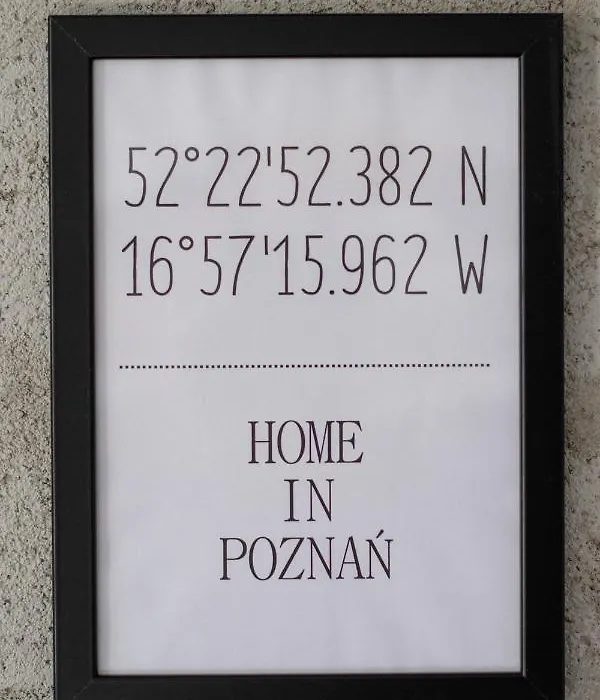 52°22'52.382 N
16°57'15.962 W
HOME
IN
POZNAŃ